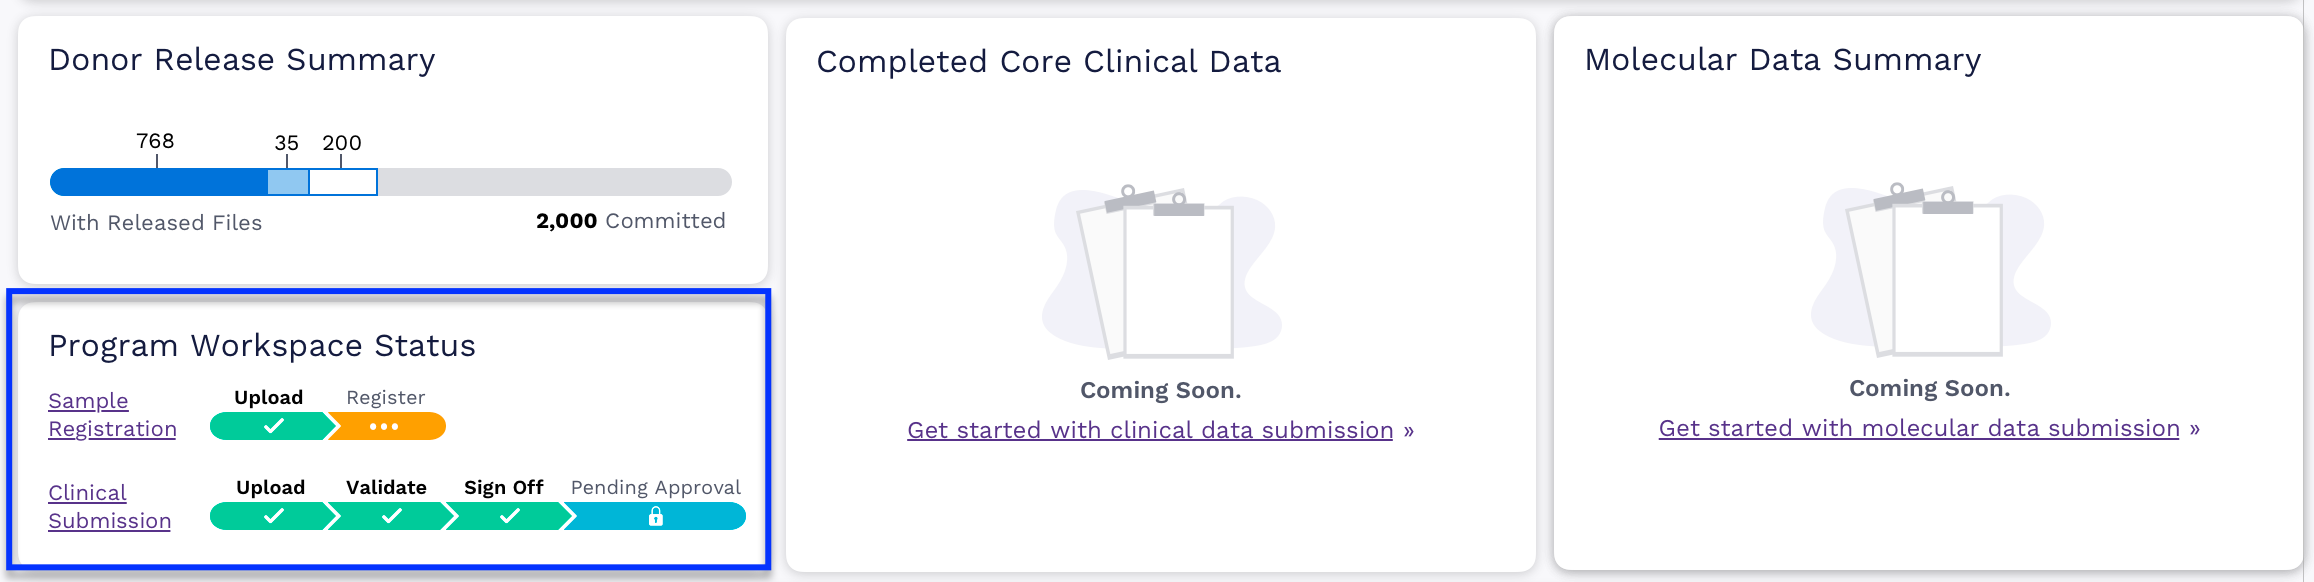 Donor Release Summary
768 35 200
With Released Files
2,000 Committed
Program Workspace Status
Sample
Registration
Upload Register
Clinical
Submission
Upload Validate Sign Off Pending Approval
Completed Core Clinical Data
Coming Soon.
Get started with clinical data submission »
Molecular Data Summary
Coming Soon.
Get started with molecular data submission »